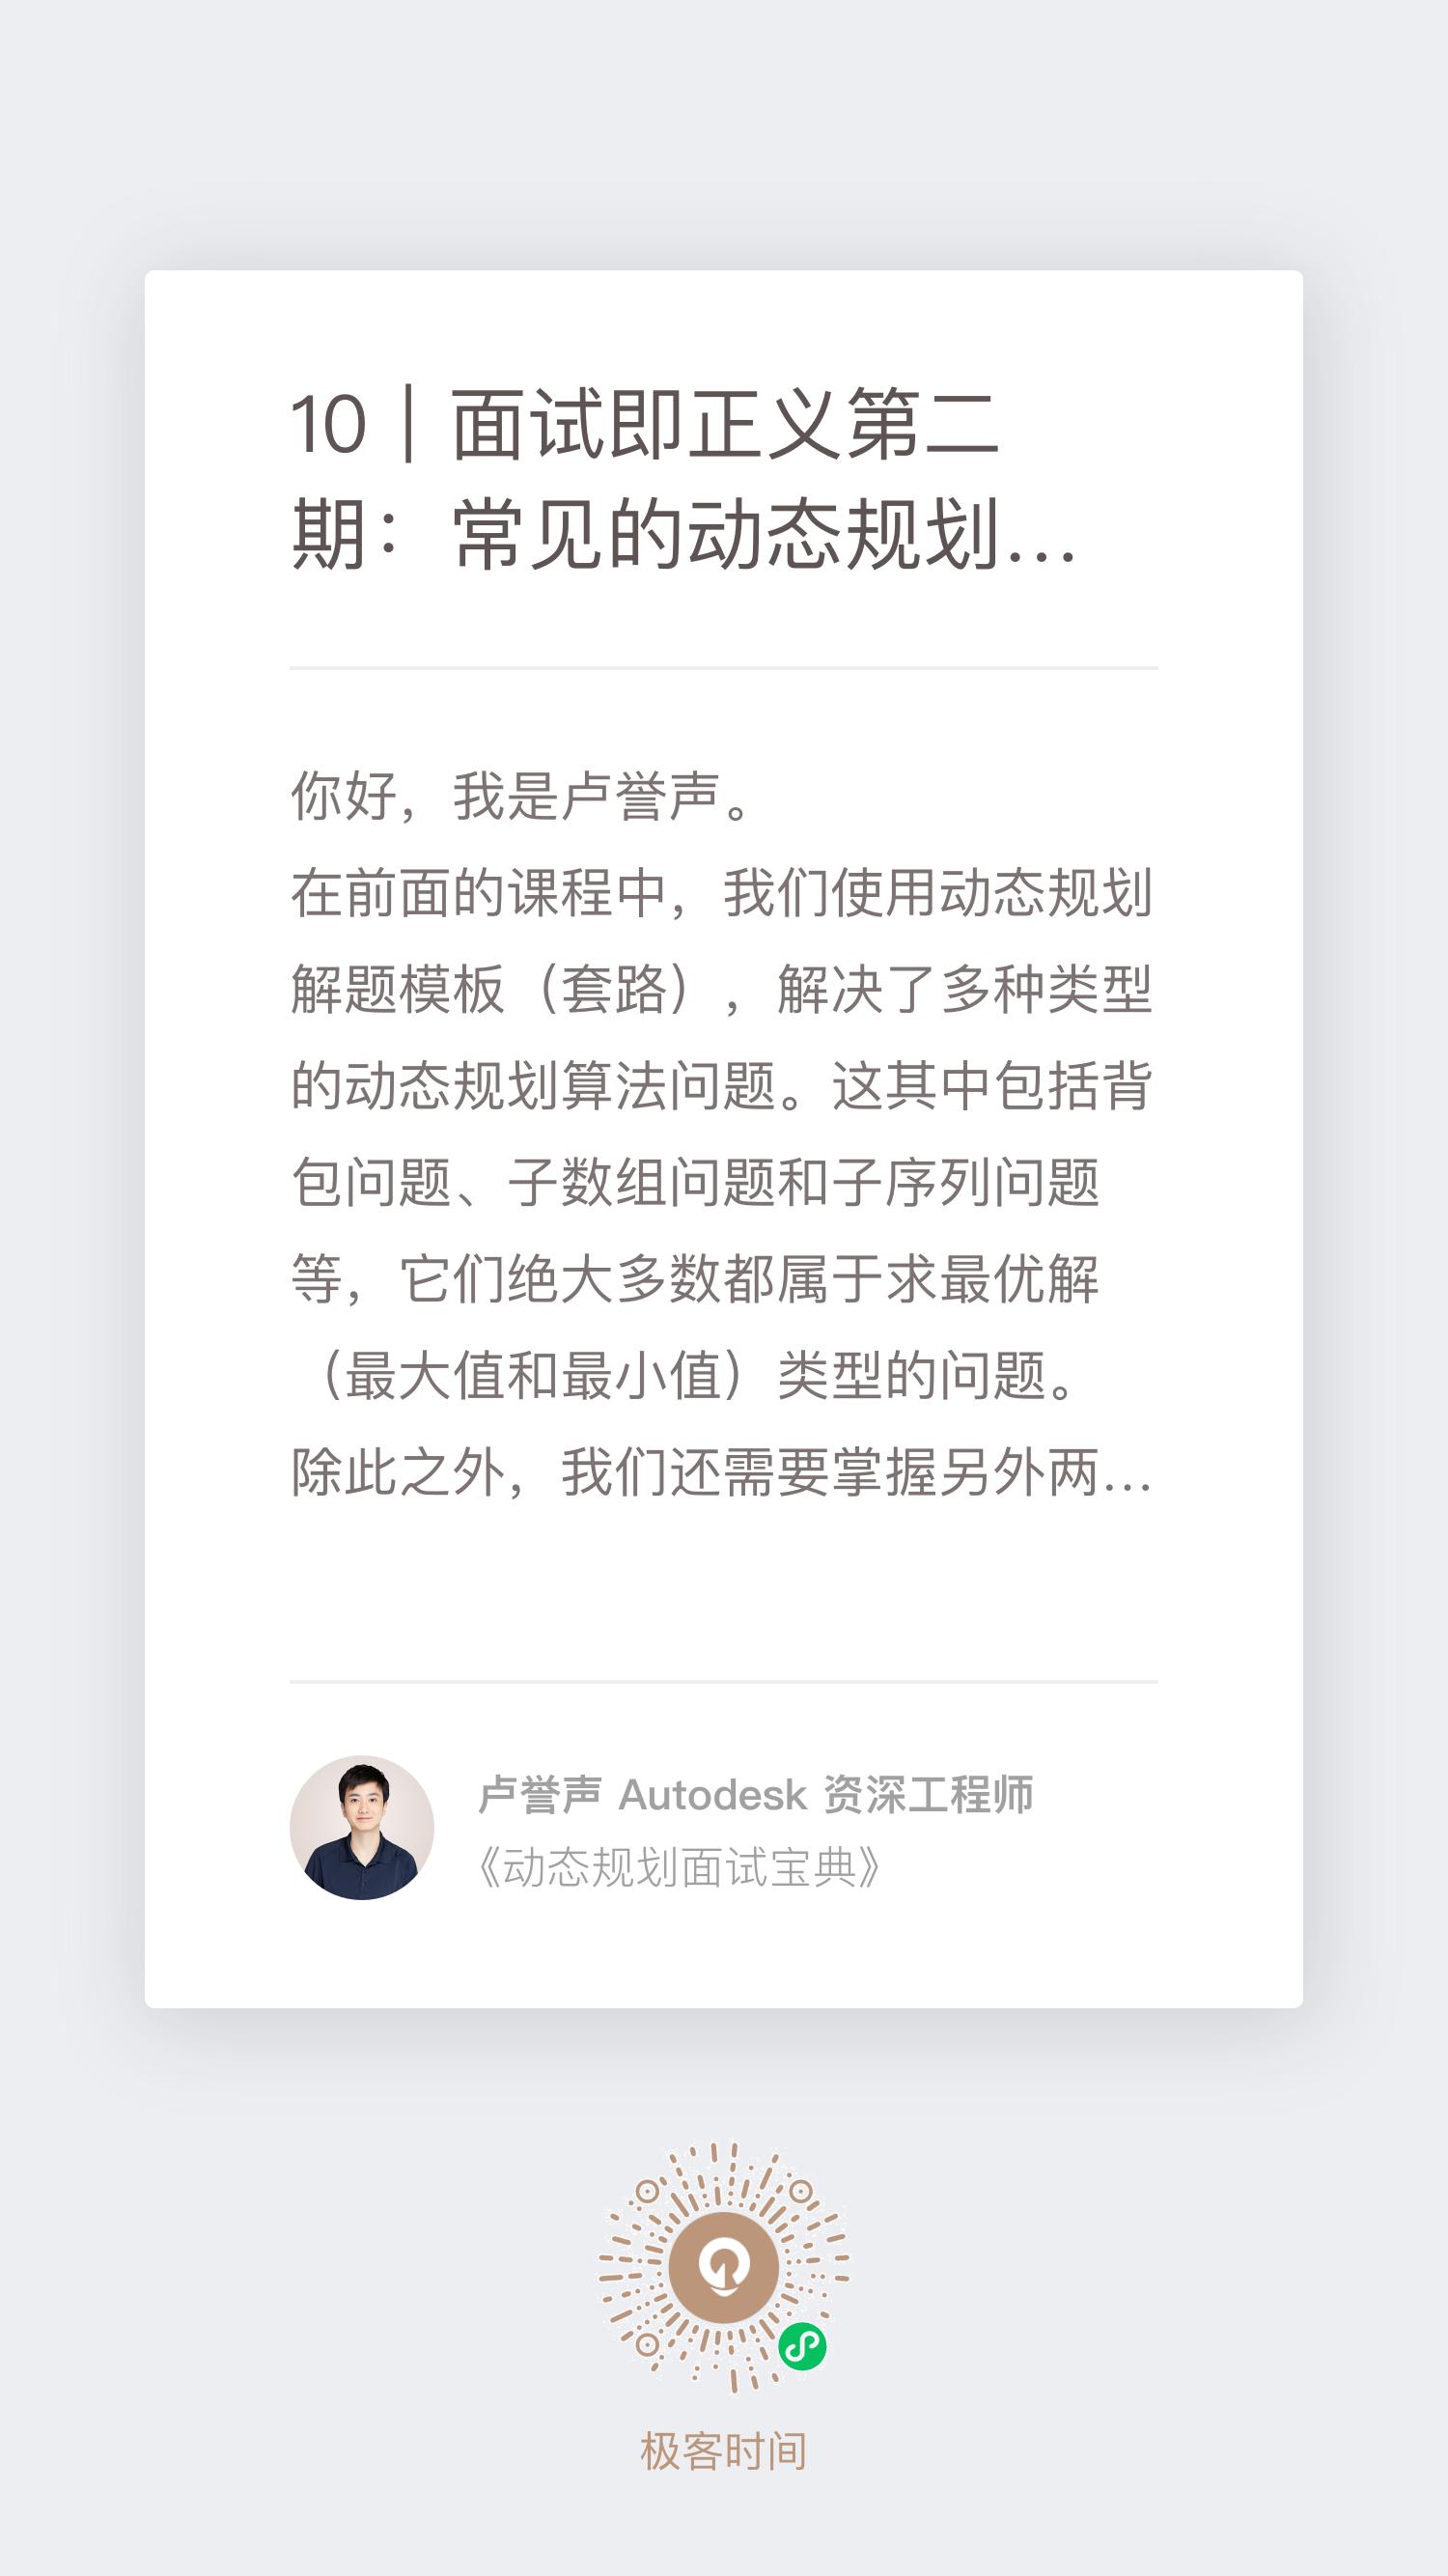 10｜面试即正义第二
期：常见的动态规划...
你好，我是卢誉声。
在前面的课程中，我们使用动态规划
解题模板（套路），解决了多种类型
的动态规划算法问题。这其中包括背
包问题、子数组问题和子序列问题
等，它们绝大多数都属于求最优解
（最大值和最小值）类型的问题。
除此之外，我们还需要掌握另外两...
卢誉声 Autodesk 资深工程师
《动态规划面试宝典》
极客时间